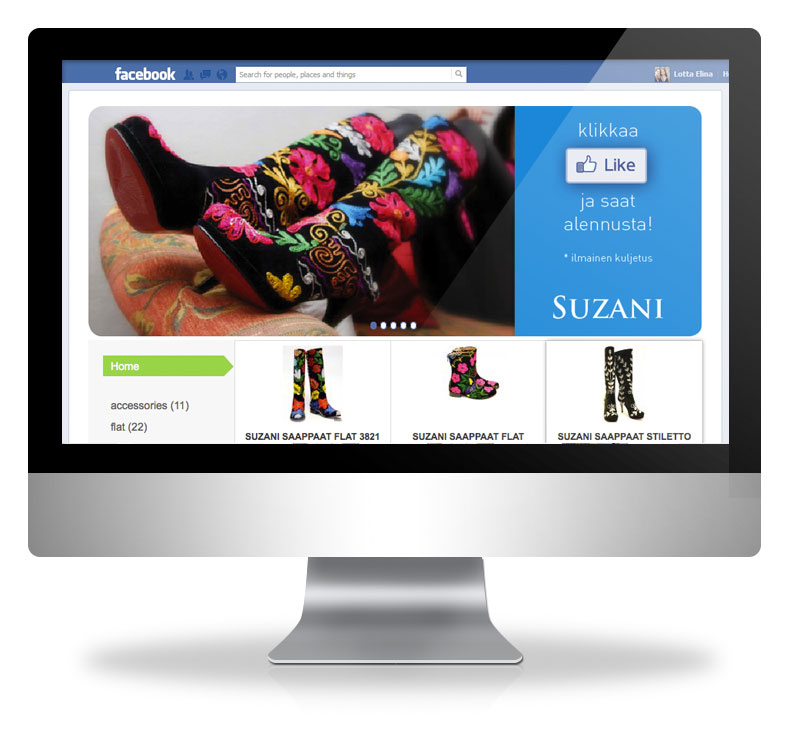 facebook
Search for people, places and things
Lotta Elina
klikkaa
Like
ja saat
alennusta!
* ilmainen kuljetus
SUZANI
Home
accessories (11)
flat (22)
SUZANI SAAPPAAT FLAT 3821
SUZANI SAAPPAAT FLAT
SUZANI SAAPPAAT STILETTO